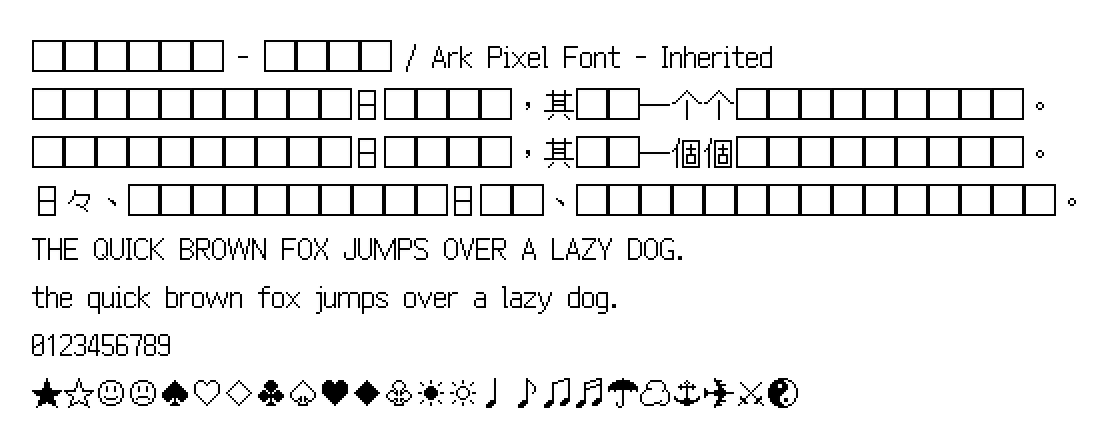 □□□□□□ - □□□□ / Ark Pixel Font - Inherited
□□□□□□□□□□日□□□□，其□□一个个□□□□□□□□□。
□□□□□□□□□□日□□□□，其□□一個個□□□□□□□□□。
日々、□□□□□□□□□□日□□、□□□□□□□□□□□□□□□。
THE QUICK BROWN FOX JUMPS OVER A LAZY DOG.
the quick brown fox jumps over a lazy dog.
0123456789
★☆☺☹♠♡♢♣♤♥♦♧☀☼♩♪♫♬☂☁⚓✈⚔☯